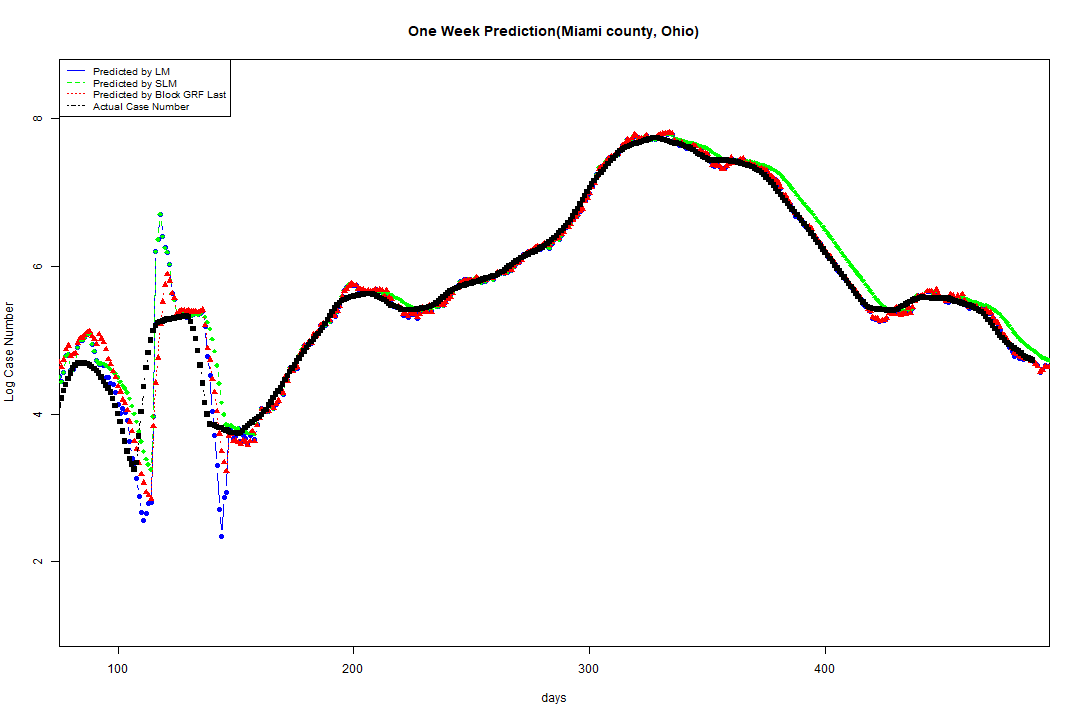 One Week Prediction(Miami county, Ohio)
Predicted by LM
Predicted by SLM
Predicted by Block GRF Last
Actual Case Number
8
6
4
2
Log Case Number
100 200 300 400
days